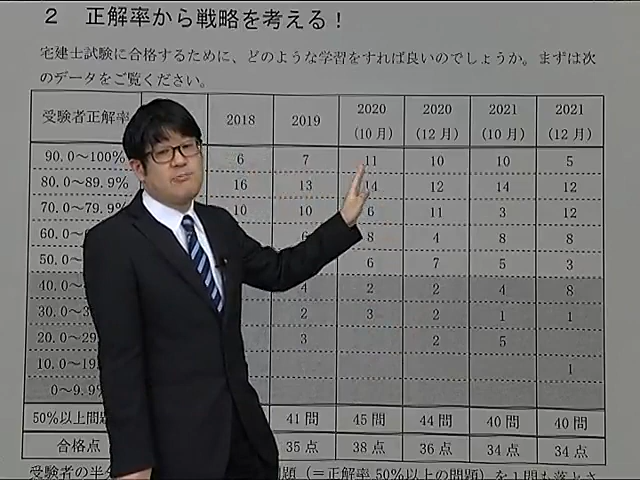 2 正解率から戦略を考える！
宅建士試験に合格するために、どのような学習をすれば良いのでしょうか。まずは次
のデータをご覧ください。
受験者正解率 2018 2019 2020（10月） 2020（12月） 2021（10月） 2021（12月）
90.0～100% 6 7 11 10 10 5
80.0～89.9% 16 13 14 12 14 12
70.0～79.9% 10 10 6 11 3 12
60.0～ 6 8 4 8 8
50.0～ 6 7 5 3
40.0～ 4 2 2 4 8
30.0～ 2 3 2 1 1
20.0～29 3 2 5
10.0～19 1
0～9.9%
50%以上問題 41問 45問 44問 40問 40問
合格点 35点 38点 36点 34点 34点
受験者の半分 問題（＝正解率50%以上の問題）を1問も落とさ